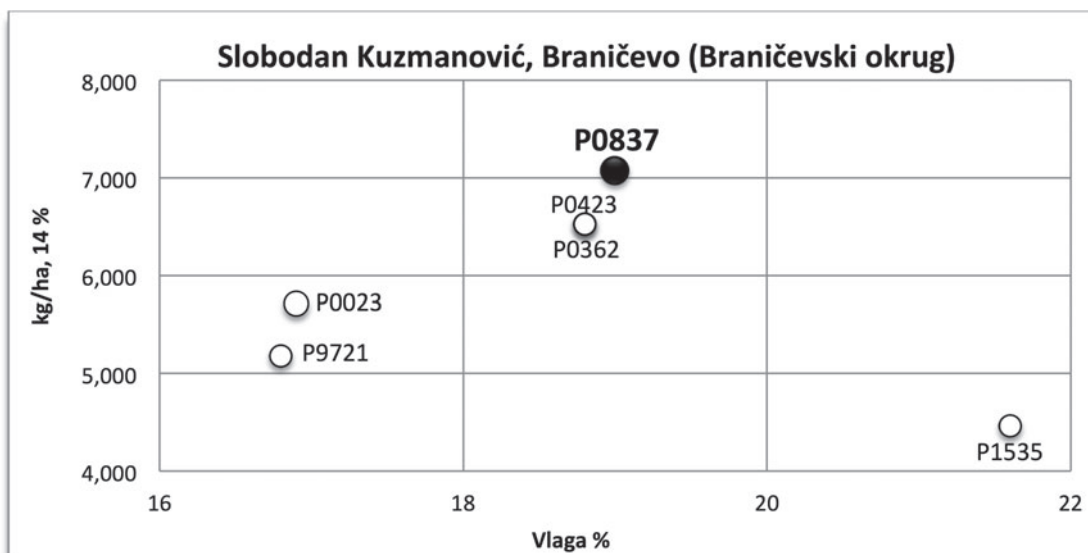 Slobodan Kuzmanović, Braničevo (Braničevski okrug)
8,000
7,000
6,000
5,000
4,000
kg/ha, 14 %
P0837
P0423
P0362
P0023
P9721
P1535
16
18
20
22
Vlaga %